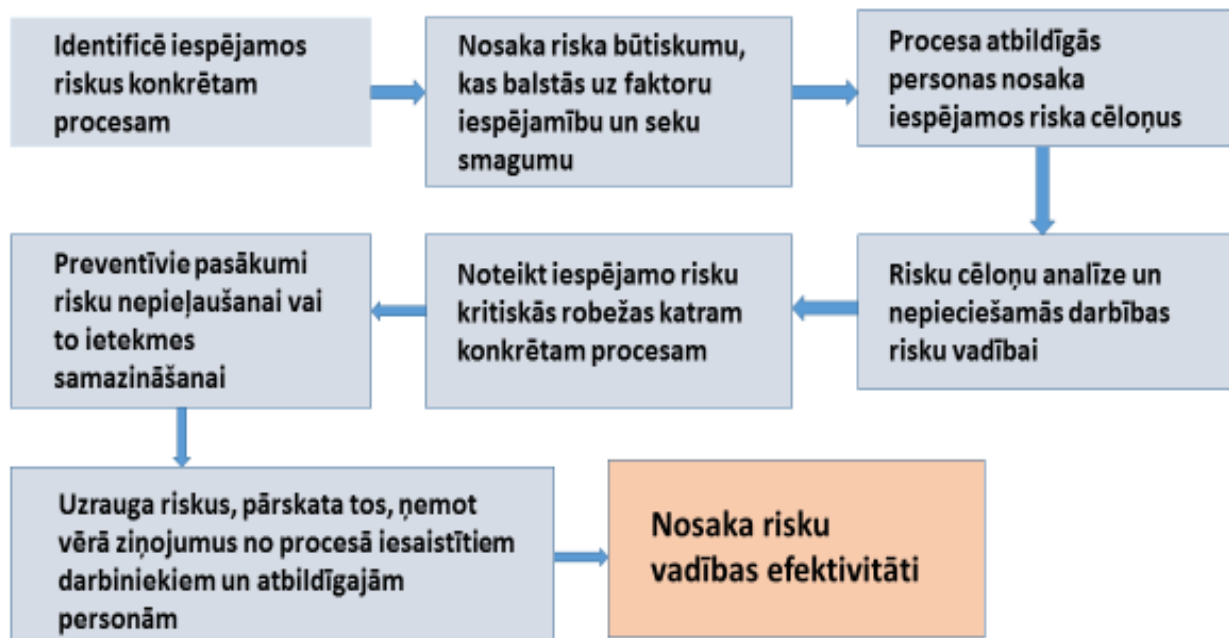 Identificē iespējamos
riskus konkrētam
procesam
Nosaka riska būtiskumu,
kas balstās uz faktoru
iespējamību un seku
smagumu
Procesa atbildīgās
personas nosaka
iespējamos riska cēloņus
Risku cēloņu analīze un
nepieciešamās darbības
risku vadībai
Noteikt iespējamo risku
kritiskās robežas katram
konkrētam procesam
Preventīvie pasākumi
risku nepieļaušanai vai
to ietekmes
samazināšanai
Uzrauga riskus, pārskata tos, ņemot
vērā ziņojumus no procesā iesaistītiem
darbiniekiem un atbildīgajām
personām
Nosaka risku
vadības efektivitāti